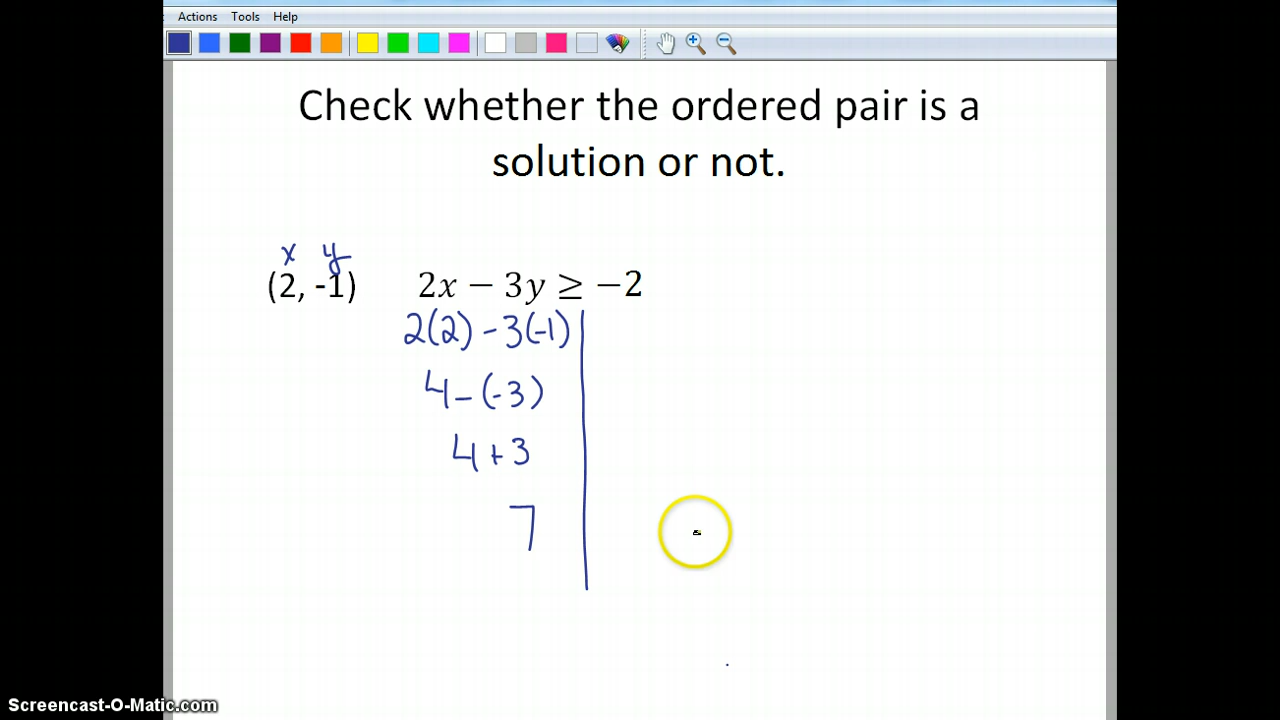 Actions Tools Help
Check whether the ordered pair is a
solution or not.
x y
(2, -1) 2x − 3y ≥ −2
2(2) - 3(-1)
4 - (-3)
4 + 3
7
Screencast-O-Matic.com